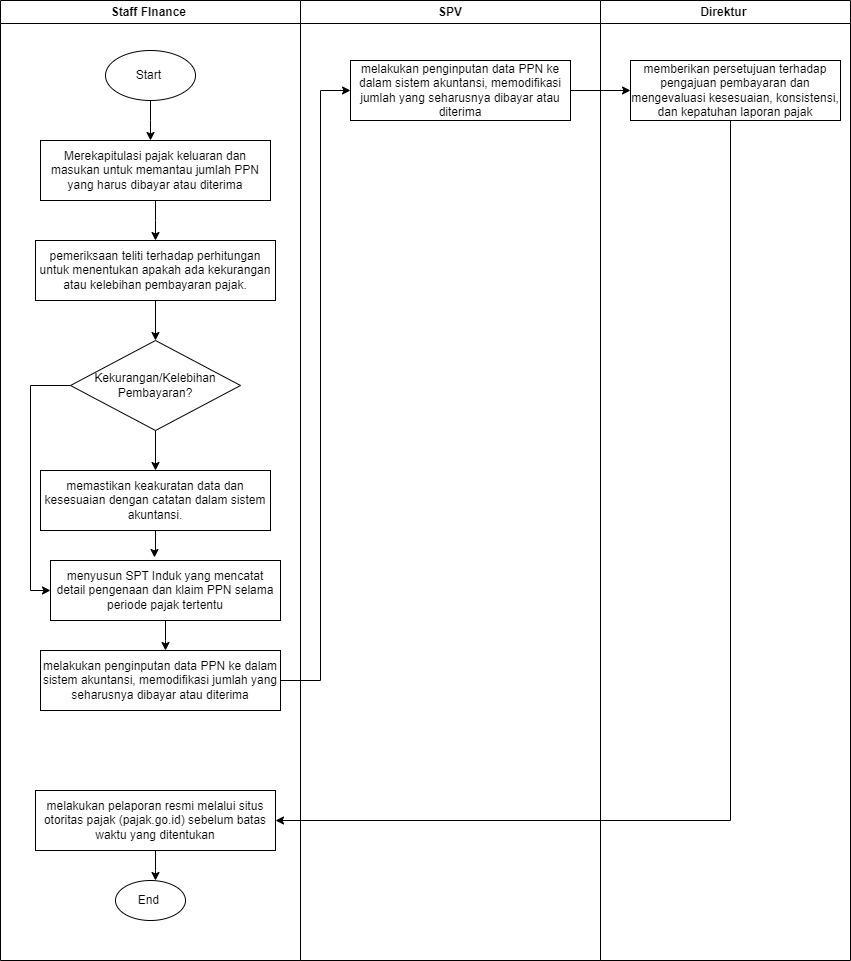 Staff FInance
SPV
Direktur
Start
Merekapitulasi pajak keluaran dan
masukan untuk memantau jumlah PPN
yang harus dibayar atau diterima
pemeriksaan teliti terhadap perhitungan
untuk menentukan apakah ada kekurangan
atau kelebihan pembayaran pajak.
Kekurangan/Kelebihan
Pembayaran?
memastikan keakuratan data dan
kesesuaian dengan catatan dalam sistem
akuntansi.
menyusun SPT Induk yang mencatat
detail pengenaan dan klaim PPN selama
periode pajak tertentu
melakukan penginputan data PPN ke dalam
sistem akuntansi, memodifikasi jumlah yang
seharusnya dibayar atau diterima
melakukan penginputan data PPN ke
dalam sistem akuntansi, memodifikasi
jumlah yang seharusnya dibayar atau
diterima
memberikan persetujuan terhadap
pengajuan pembayaran dan
mengevaluasi kesesuaian, konsistensi,
dan kepatuhan laporan pajak
melakukan pelaporan resmi melalui situs
otoritas pajak (pajak.go.id) sebelum batas
waktu yang ditentukan
End